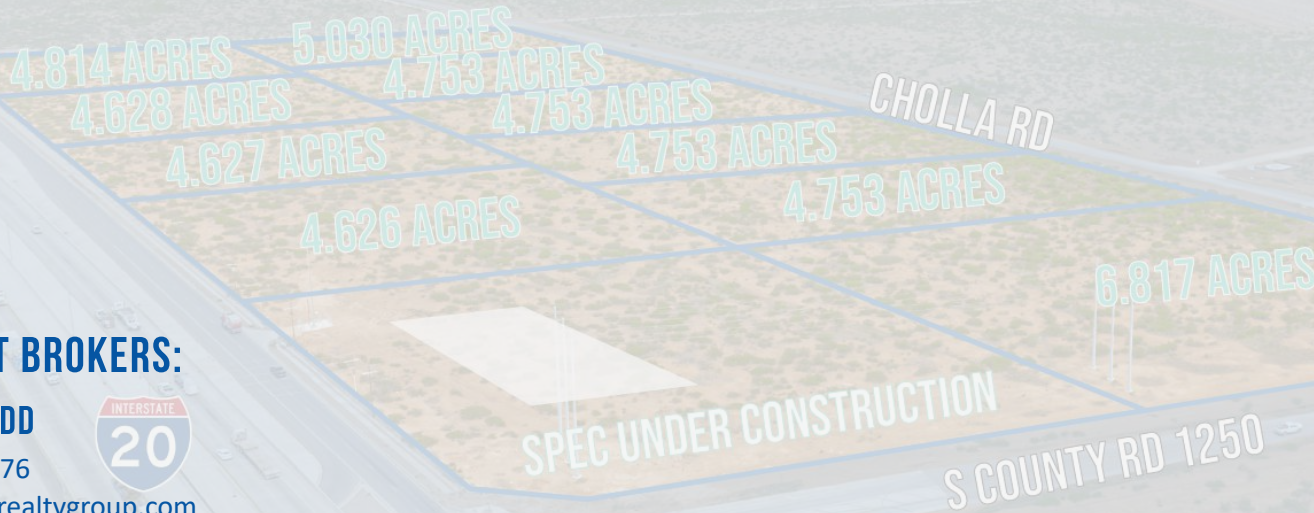 5.030 ACRES
4.814 ACRES
4.753 ACRES
4.628 ACRES
4.753 ACRES
CHOLLA RD
4.627 ACRES
4.753 ACRES
4.626 ACRES
4.753 ACRES
6.817 ACRES
T BROKERS:
DD
INTERSTATE
20
76
realtygroup.com
SPEC UNDER CONSTRUCTION
S COUNTY RD 1250